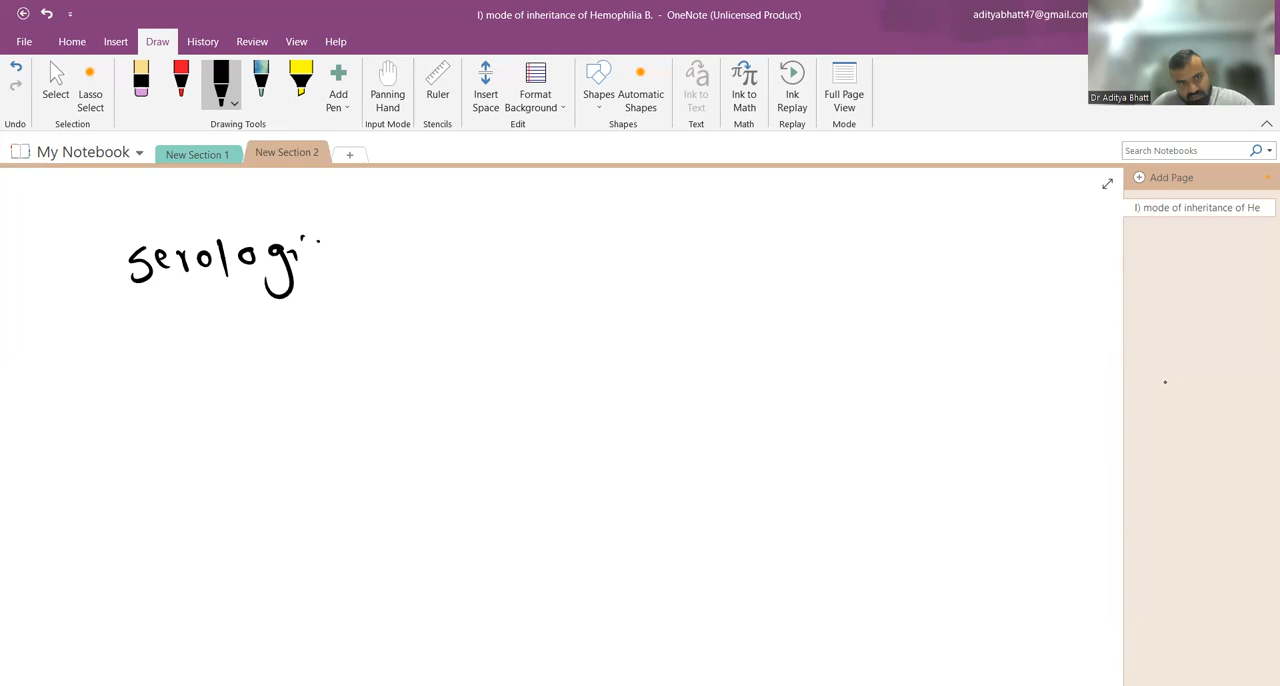 I) mode of inheritance of Hemophilia B. - OneNote (Unlicensed Product)
adityabhatt47@gmail.com
File Home Insert Draw History Review View Help
Select
Lasso Select
Add Pen
Panning Hand
Ruler
Insert Space
Format Background
Shapes
Automatic Shapes
Ink to Text
Ink to Math
Ink Replay
Full Page View
Dr Aditya Bhatt
Undo Selection Drawing Tools Input Mode Stencils Edit Shapes Text Math Replay Mode
My Notebook New Section 1 New Section 2
Search Notebooks
Add Page
I) mode of inheritance of He
serologi